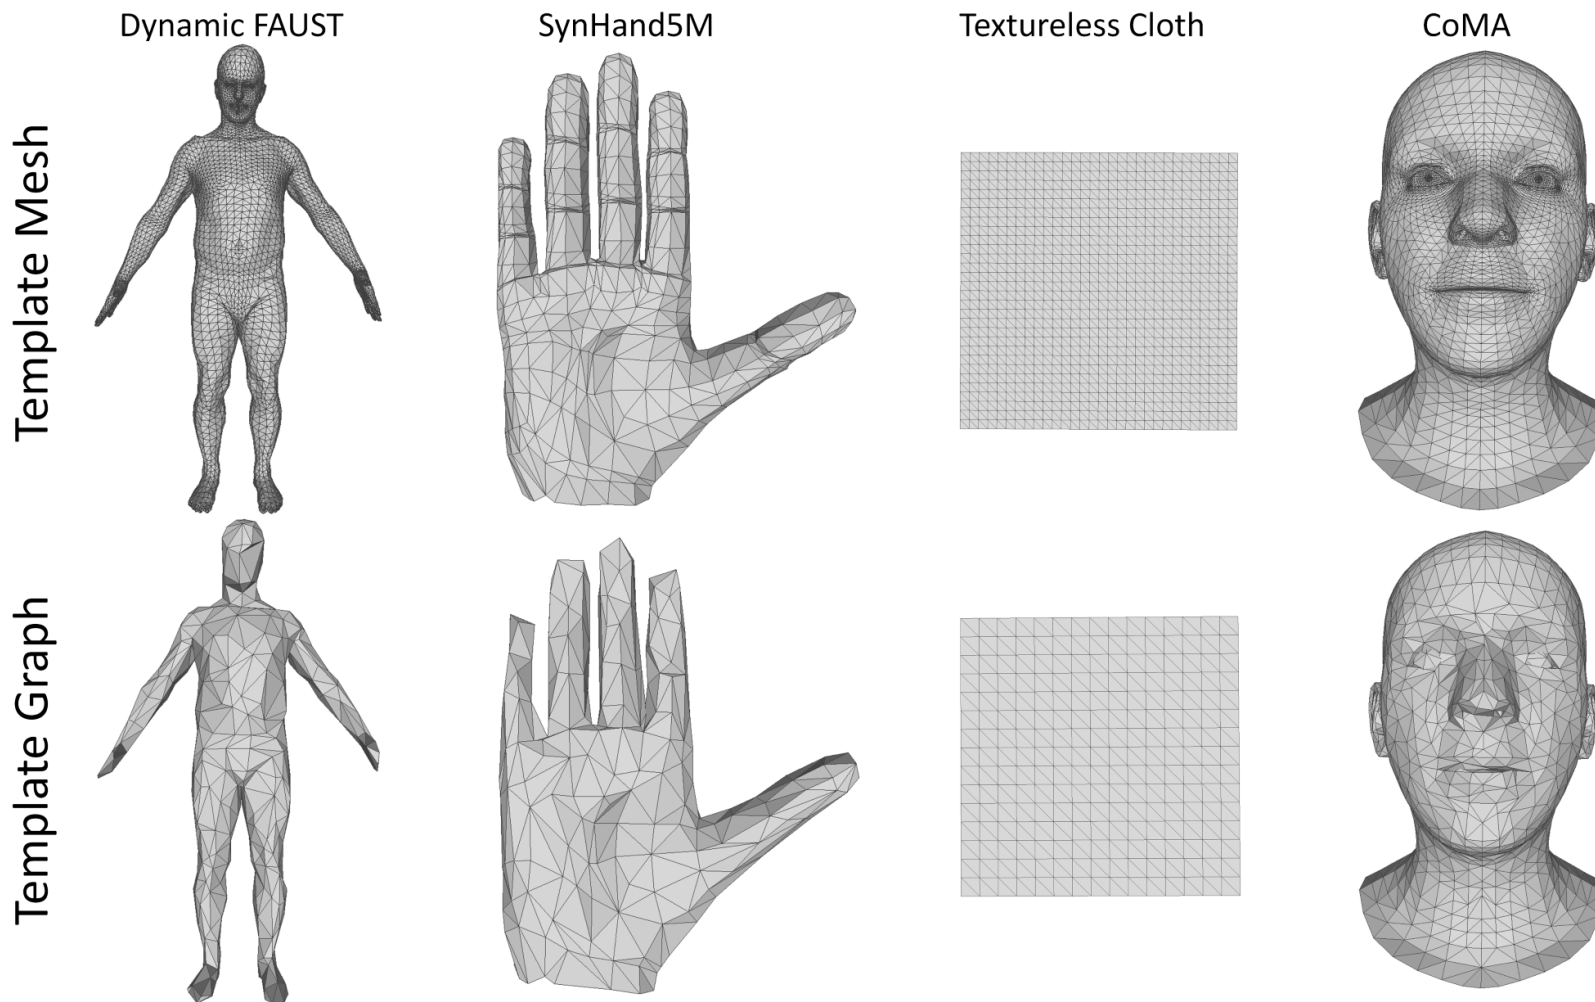 Dynamic FAUST
SynHand5M
Textureless Cloth
CoMA
Template Mesh
Template Graph